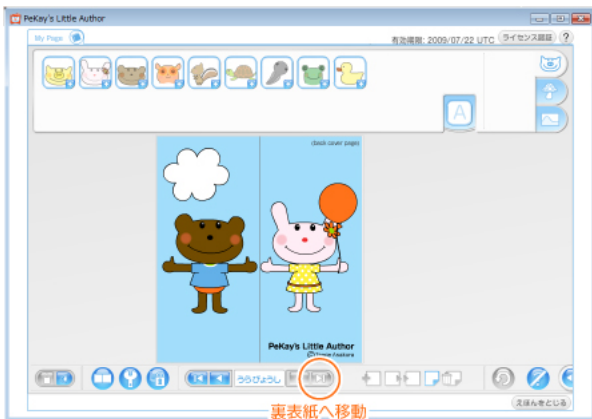 PeKay's Little Author
My Page
有効期限: 2009/07/22 UTC
ライセンス認証
?
A
(back cover page)
PeKay's Little Author
うらびょうし
えほんをとじる
裏表紙へ移動